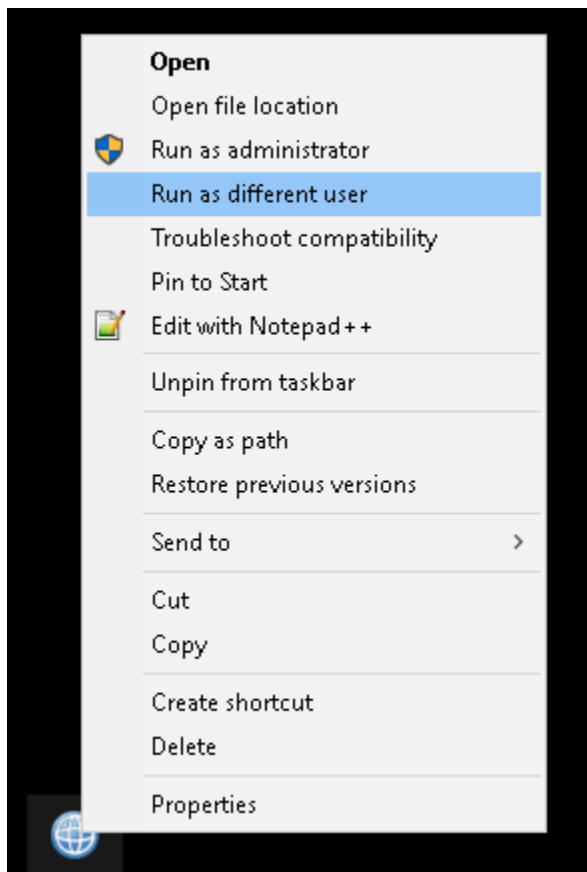 Open
Open file location
Run as administrator
Run as different user
Troubleshoot compatibility
Pin to Start
Edit with Notepad++
Unpin from taskbar
Copy as path
Restore previous versions
Send to
Cut
Copy
Create shortcut
Delete
Properties